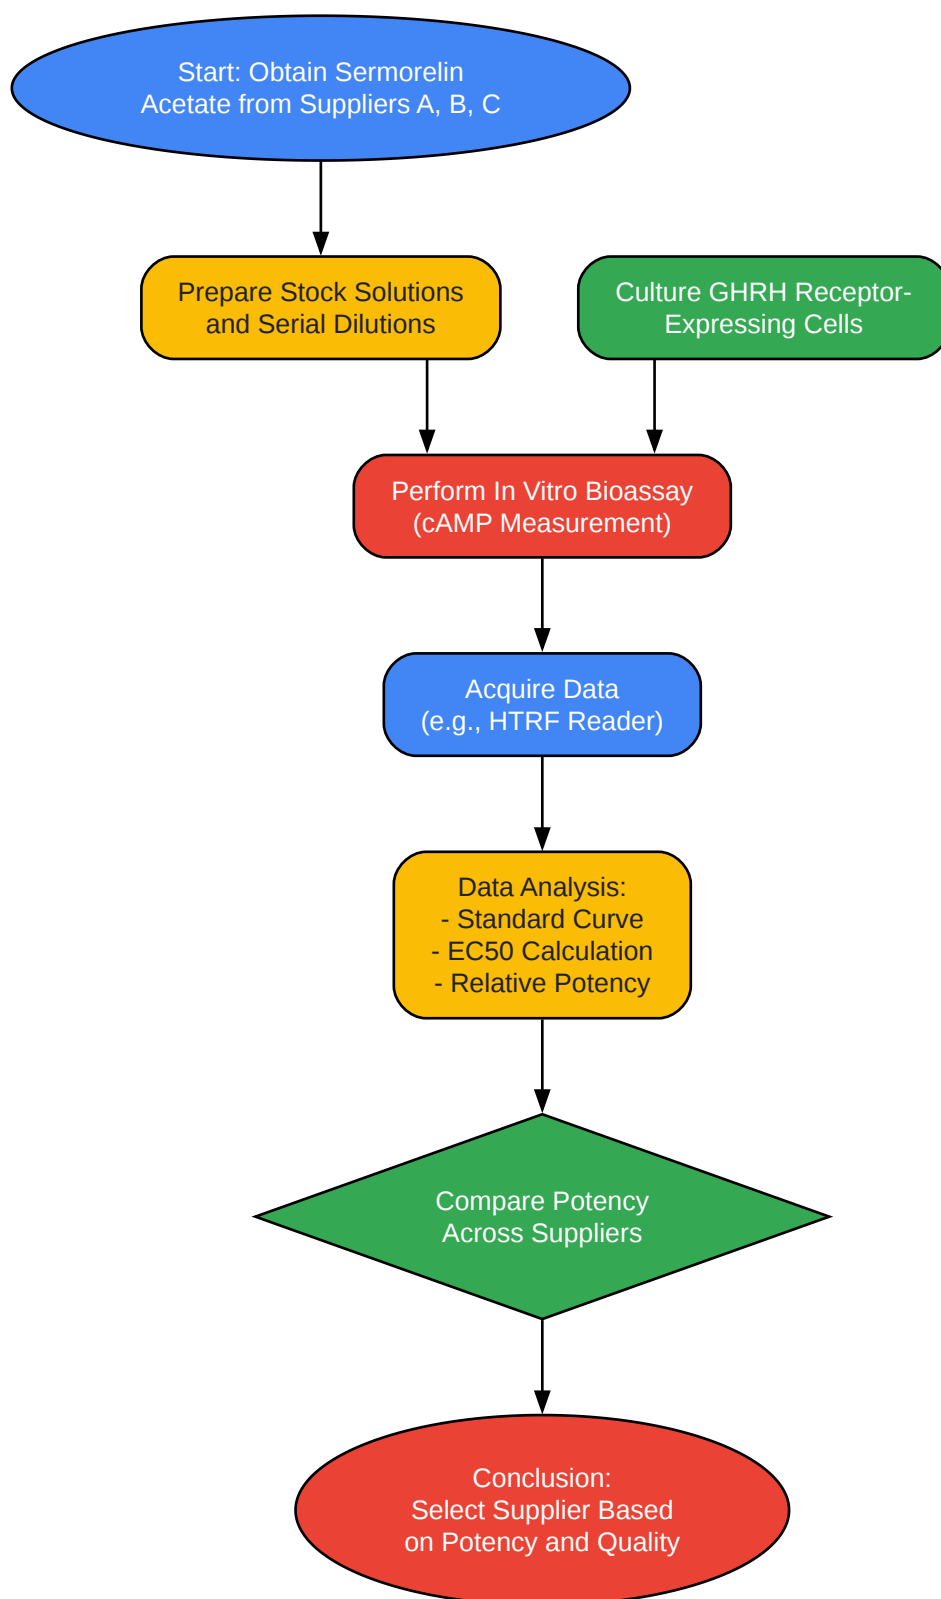 Start: Obtain Sermorelin
Acetate from Suppliers A, B, C
Prepare Stock Solutions
and Serial Dilutions
Culture GHRH Receptor-
Expressing Cells
Perform In Vitro Bioassay
(cAMP Measurement)
Acquire Data
(e.g., HTRF Reader)
Data Analysis:
- Standard Curve
- EC50 Calculation
- Relative Potency
Compare Potency
Across Suppliers
Conclusion:
Select Supplier Based
on Potency and Quality